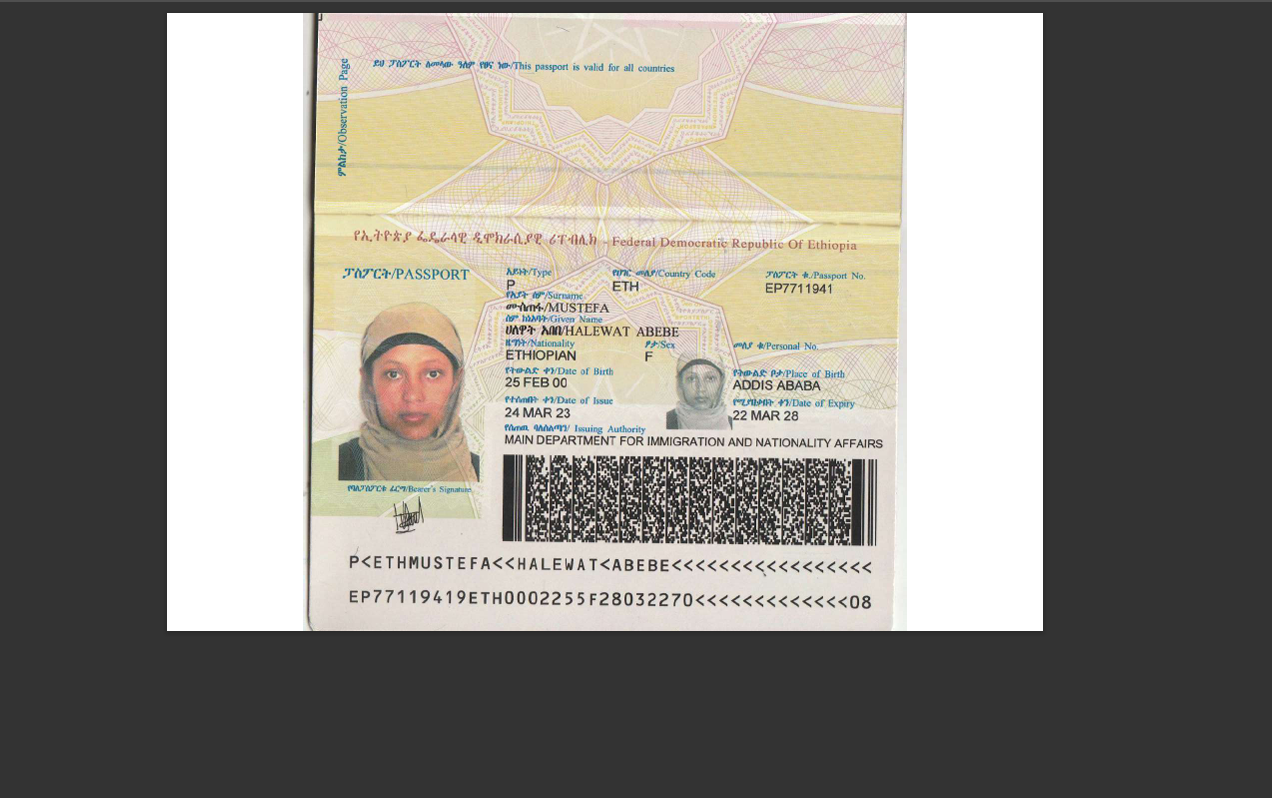 ምልከታ/Observation Page
ይህ ፓስፖርት ለመላው ዓለም የፀና ነው/This passport is valid for all countries
የኢትዮጵያ ፌዴራላዊ ዲሞክራሲያዊ ሪፐብሊክ - Federal Democratic Republic Of Ethiopia
ፓስፖርት/PASSPORT
አይነት/Type
P
የሀገር መለያ/Country Code
ETH
ፓስፖርት ቁ./Passport No.
EP7711941
የአያት ስም/Surname
ሙስጠፋ/MUSTEFA
ስም ከነአባት/Given Name
ሀለዋት አበበ/HALEWAT ABEBE
ዜግነት/Nationality
ETHIOPIAN
ፆታ/Sex
F
መለያ ቁ/Personal No.
የትውልድ ቀን/Date of Birth
25 FEB 00
የትውልድ ቦታ/Place of Birth
ADDIS ABABA
የተሰጠበት ቀን/Date of Issue
24 MAR 23
የሚያበቃበት ቀን/Date of Expiry
22 MAR 28
የሰጠዉ ባለስልጣን/ Issuing Authority
MAIN DEPARTMENT FOR IMMIGRATION AND NATIONALITY AFFAIRS
የባለፓስፖርቱ ፊርማ/Bearer's Signature
P<ETHMUSTEFA<<HALEWAT<ABEBE<<<<<<<<<<<<<<<<<
EP77119419ETH0002255F28032270<<<<<<<<<<<<<08